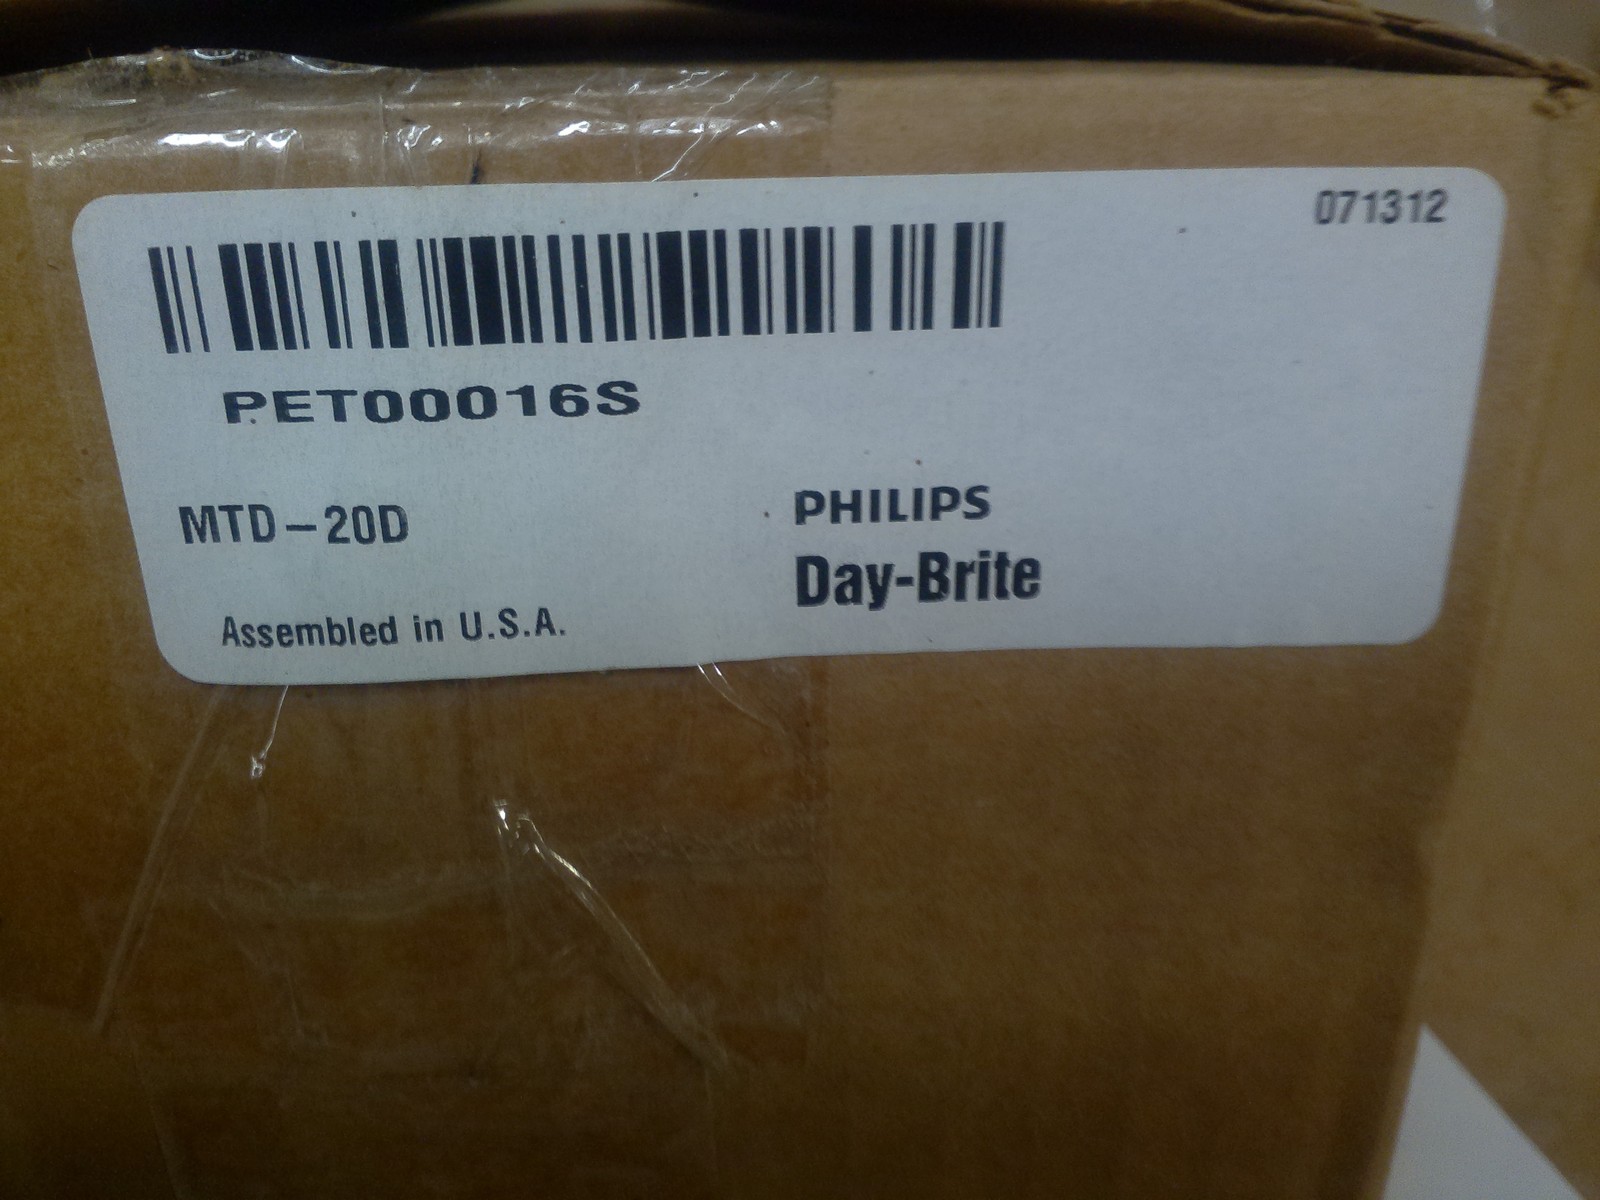 071312
PET00016S
MTD-20D
PHILIPS
Day-Brite
Assembled in U.S.A.